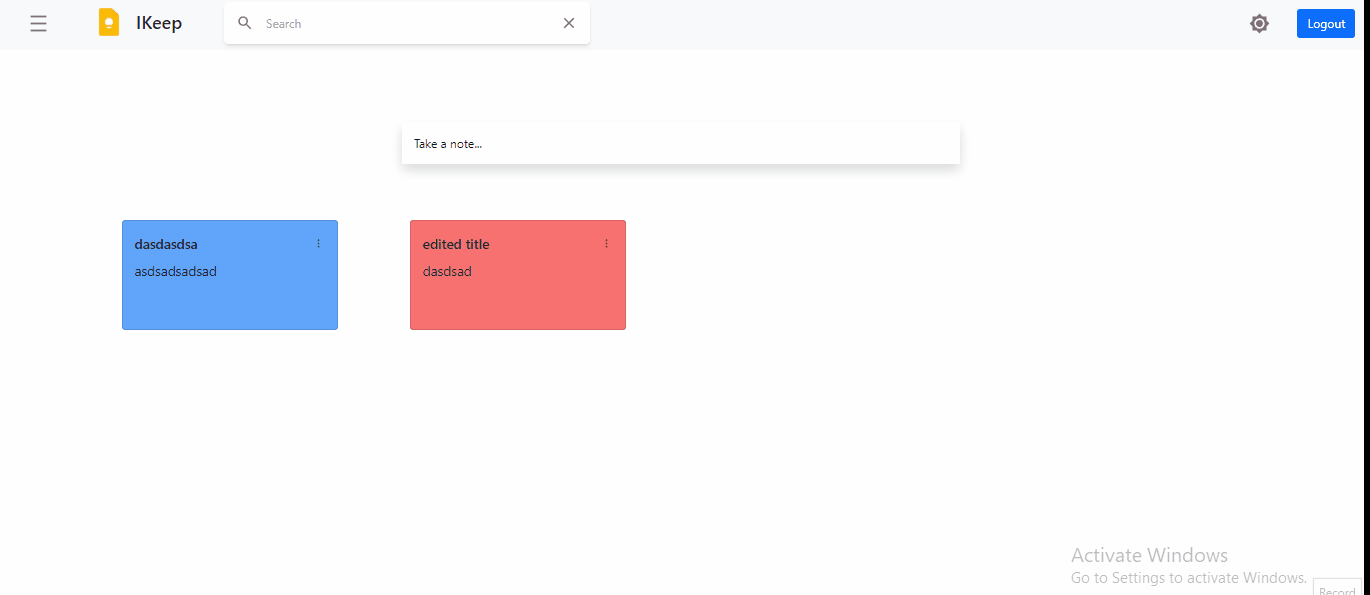 IKeep
Search
Logout
Take a note...
dasdasdsa
asdsadsadsad
edited title
dasdsad
Activate Windows
Go to Settings to activate Windows.
Record